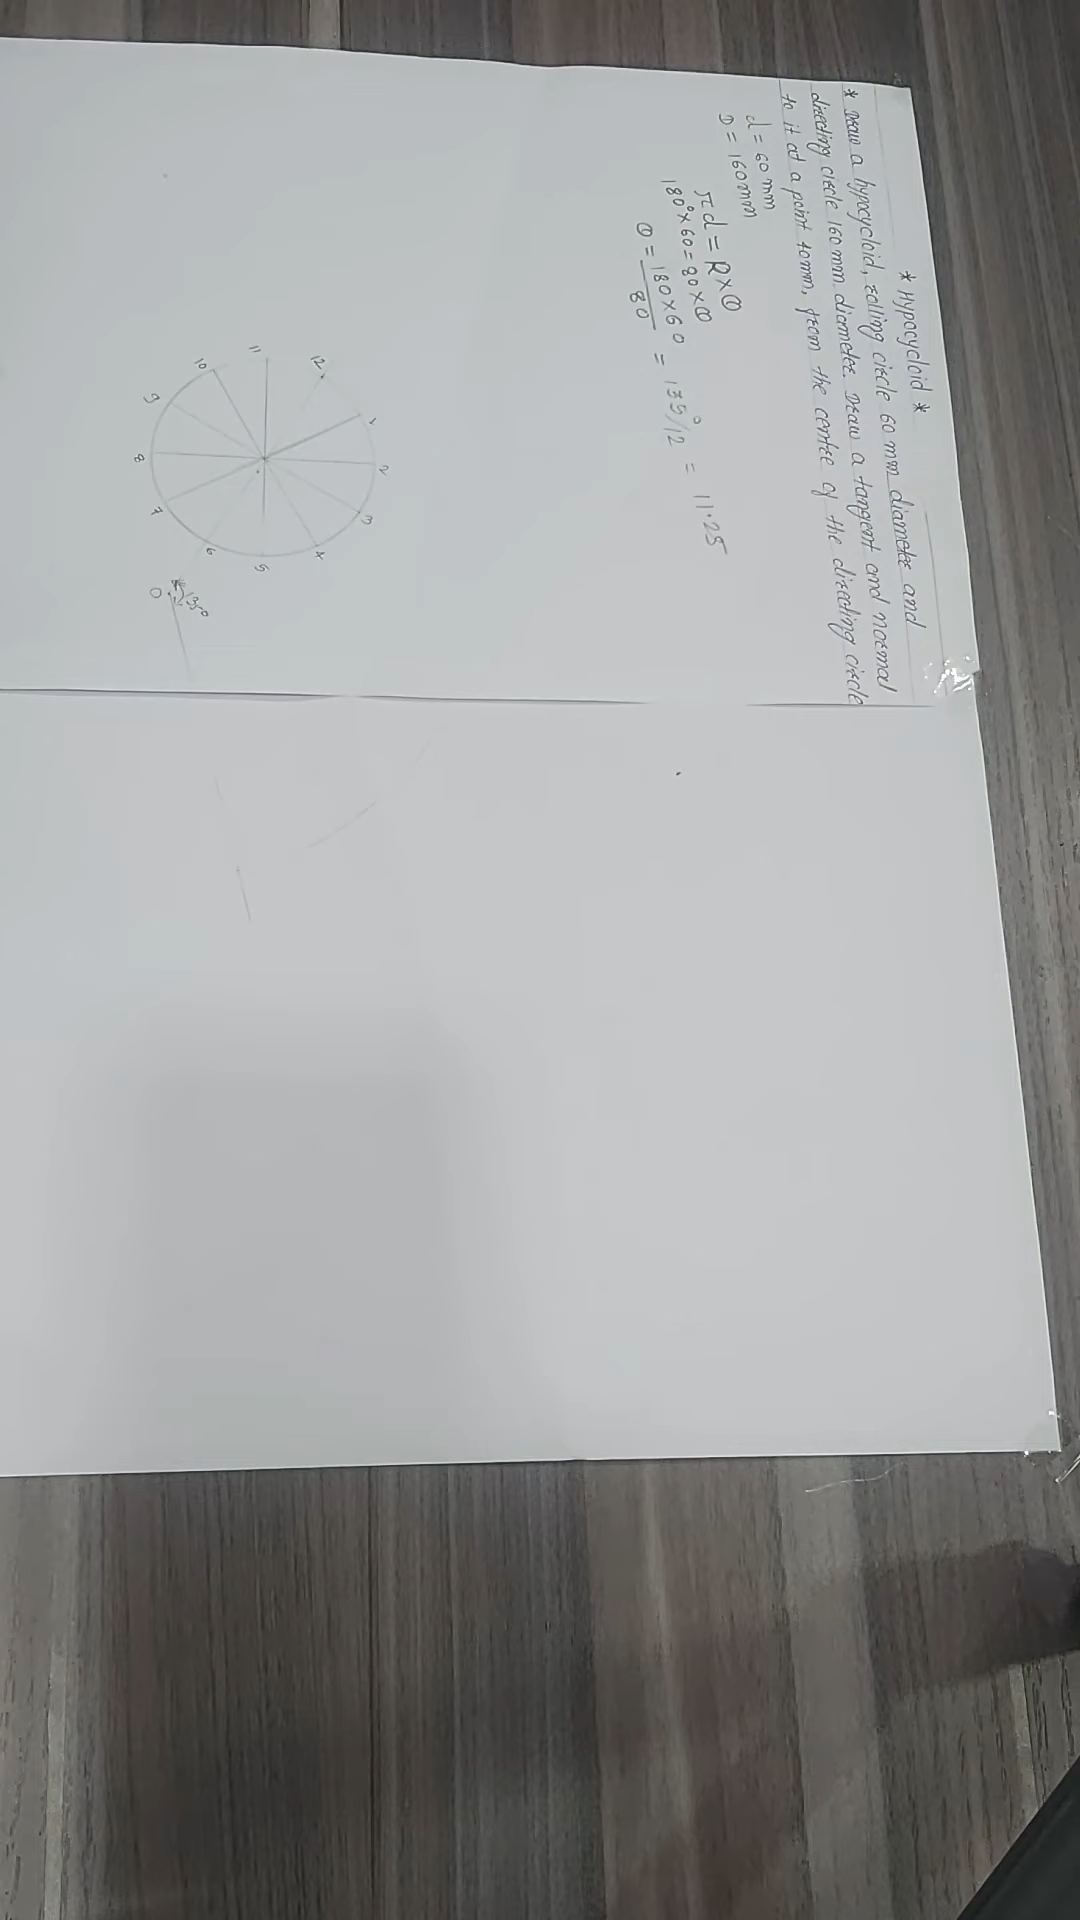 * Hypocycloid *
* Draw a hypocycloid, rolling circle 60 mm diameter and
directing circle 160 mm diameter. Draw a tangent and normal
to it at a point 40mm, from the centre of the directing circle
d = 60 mm
D = 160mm
πd = R×θ
180°×60=80×θ
θ = 180×60 / 80 = 135°/12 = 11.25
12
11
10
9
8
7
6
5
4
3
2
1
135°
O